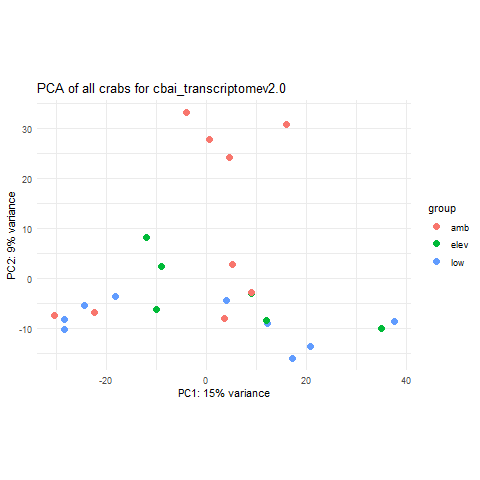 PCA of all crabs for cbai_transcriptomev2.0
30
20
10
0
-10
-20
0
20
40
PC1: 15% variance
PC2: 9% variance
group
amb
elev
low